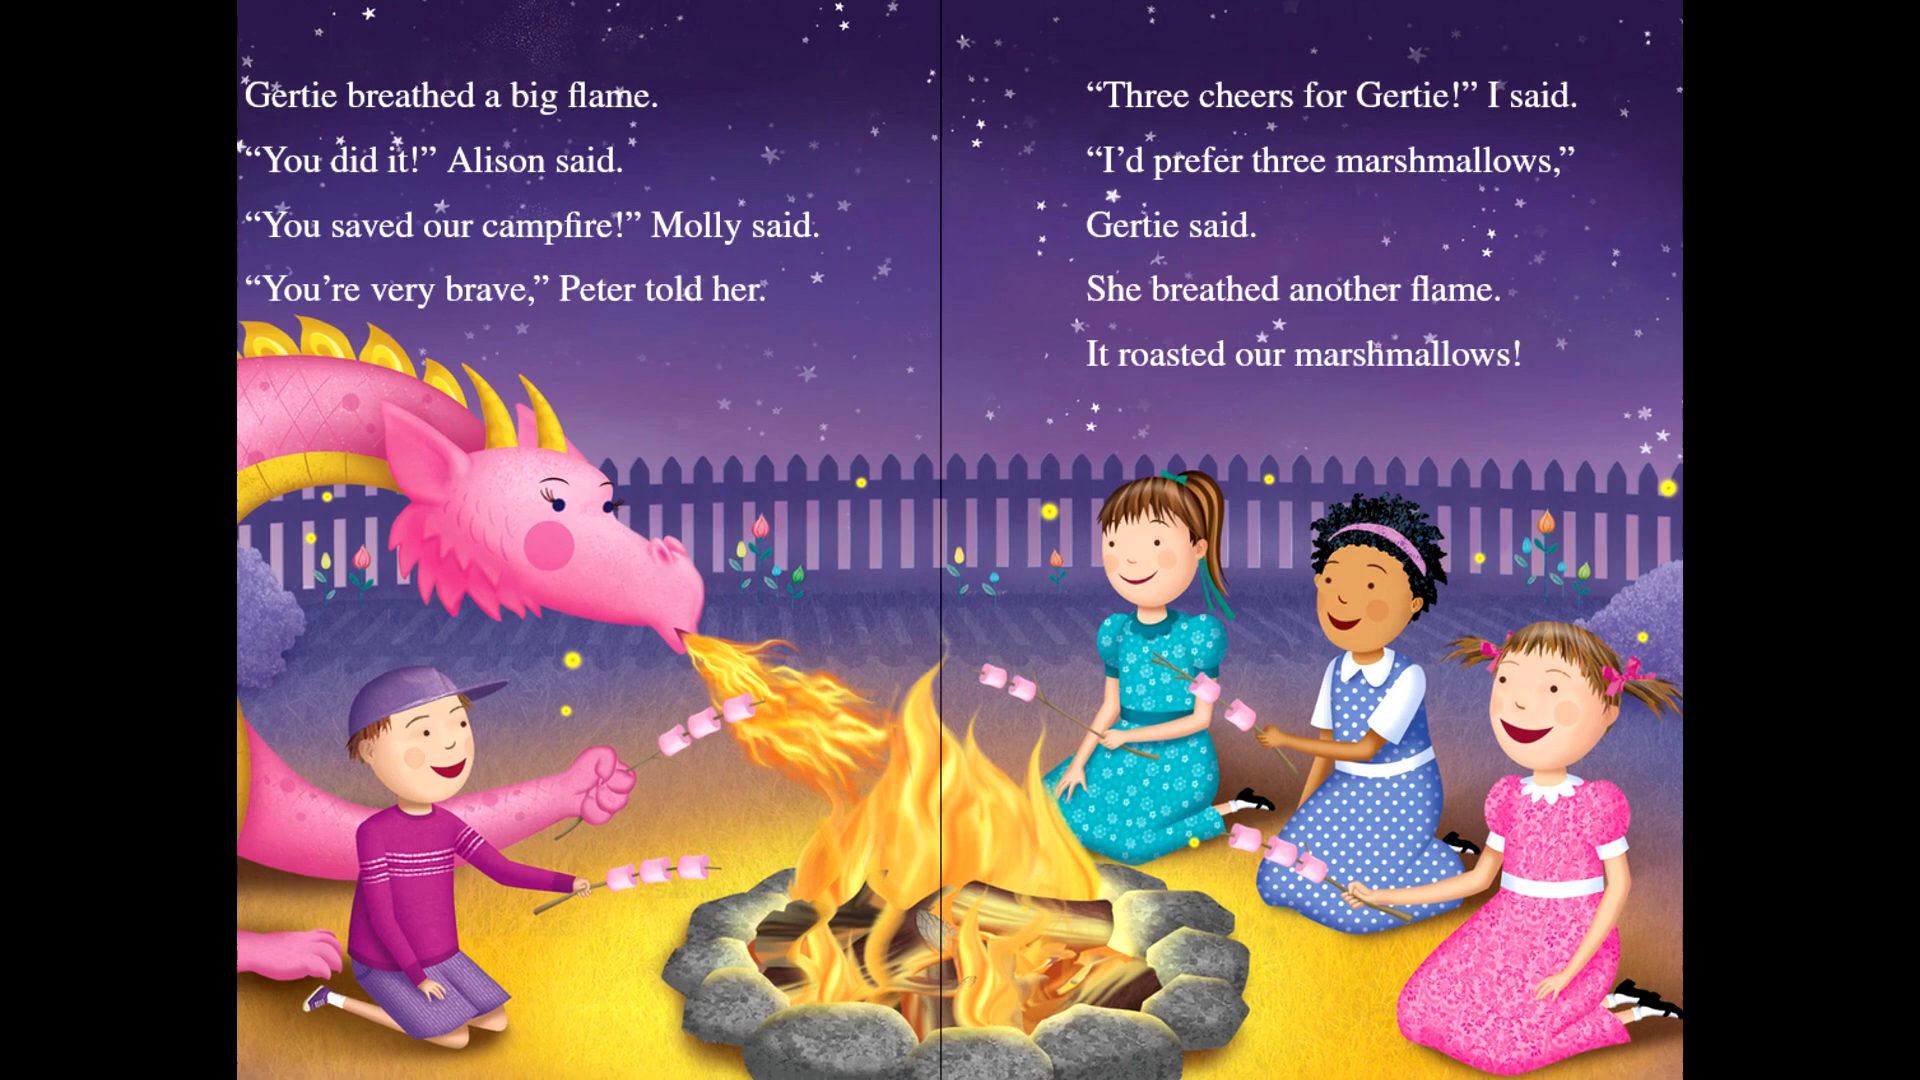 Gertie breathed a big flame.
“You did it!” Alison said.
“You saved our campfire!” Molly said.
“You’re very brave,” Peter told her.
“Three cheers for Gertie!” I said.
“I’d prefer three marshmallows,”
Gertie said.
She breathed another flame.
It roasted our marshmallows!